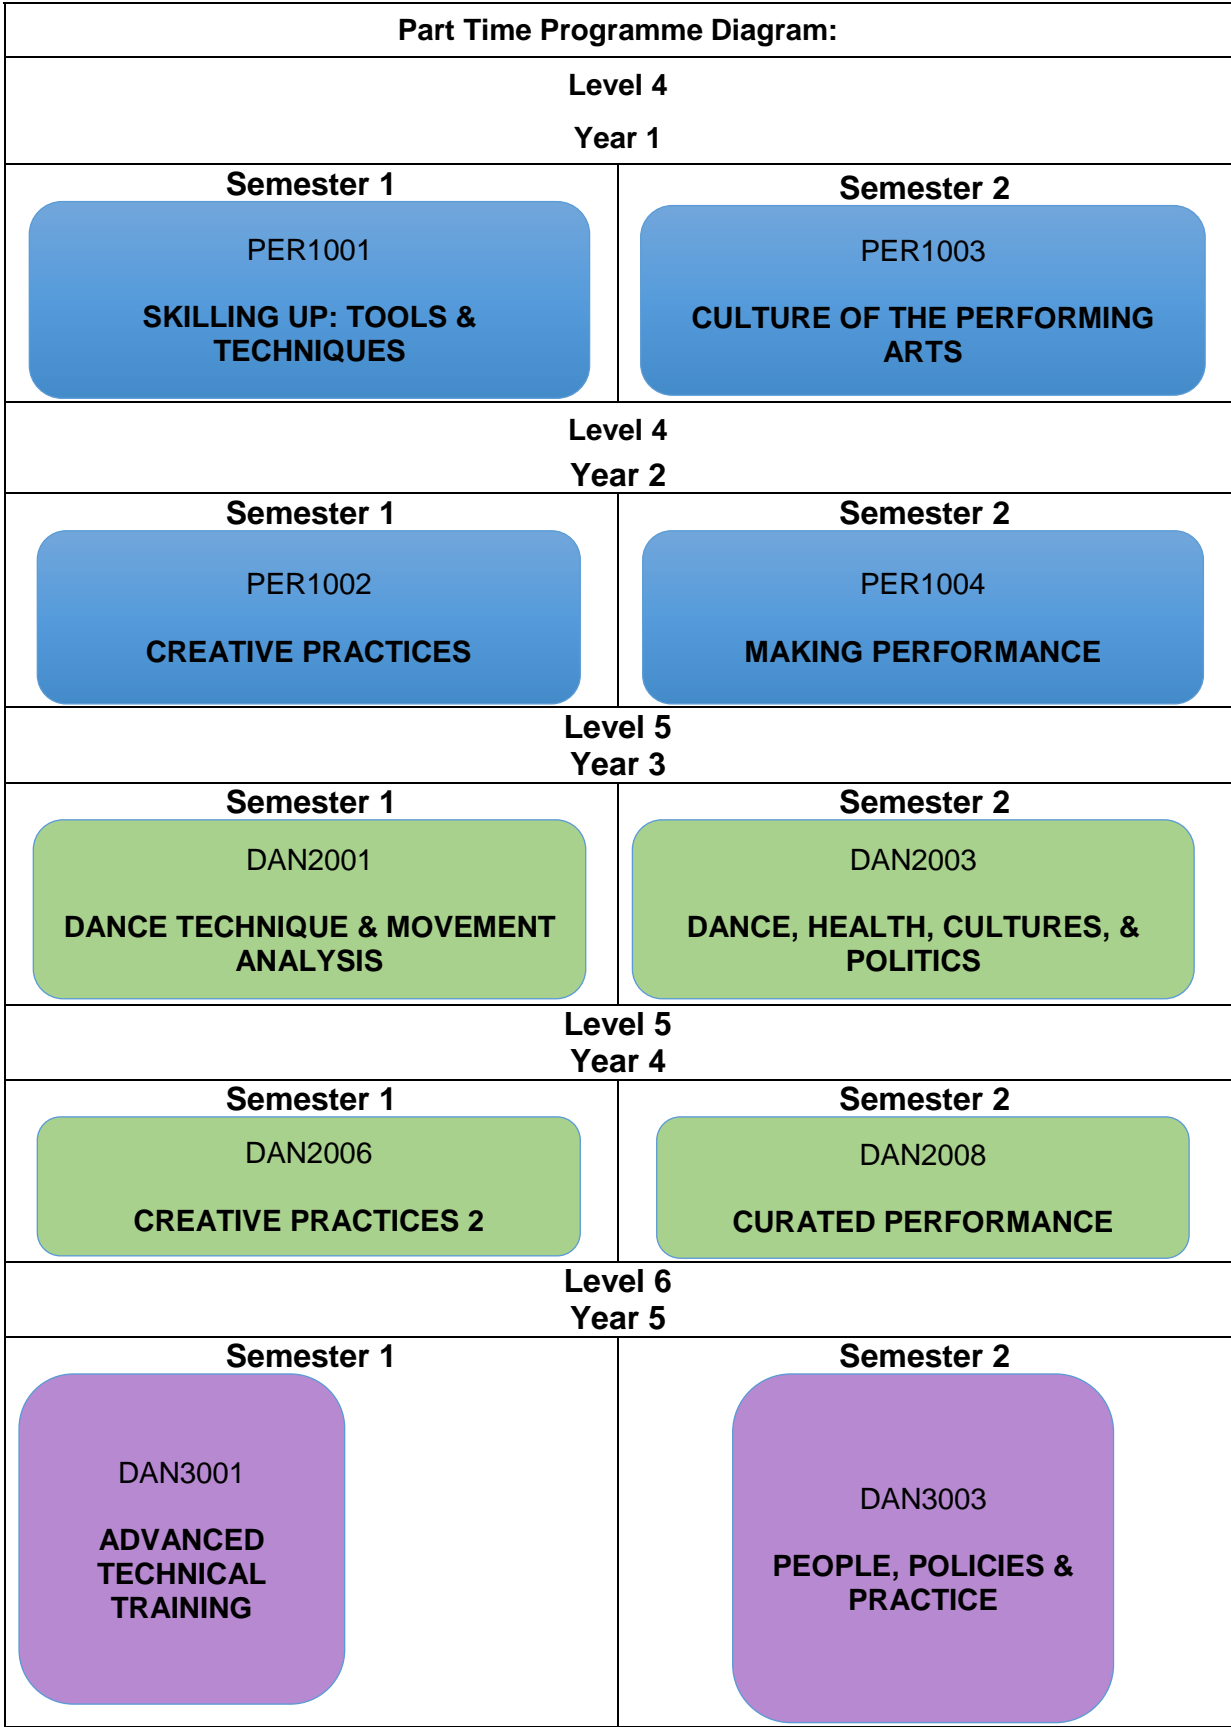 Part Time Programme Diagram:
Level 4
Year 1
Semester 1
PER1001
SKILLING UP: TOOLS &
TECHNIQUES
Semester 2
PER1003
CULTURE OF THE PERFORMING
ARTS
Level 4
Year 2
Semester 1
PER1002
CREATIVE PRACTICES
Semester 2
PER1004
MAKING PERFORMANCE
Level 5
Year 3
Semester 1
DAN2001
DANCE TECHNIQUE & MOVEMENT
ANALYSIS
Semester 2
DAN2003
DANCE, HEALTH, CULTURES, &
POLITICS
Level 5
Year 4
Semester 1
DAN2006
CREATIVE PRACTICES 2
Semester 2
DAN2008
CURATED PERFORMANCE
Level 6
Year 5
Semester 1
DAN3001
ADVANCED
TECHNICAL
TRAINING
Semester 2
DAN3003
PEOPLE, POLICIES &
PRACTICE